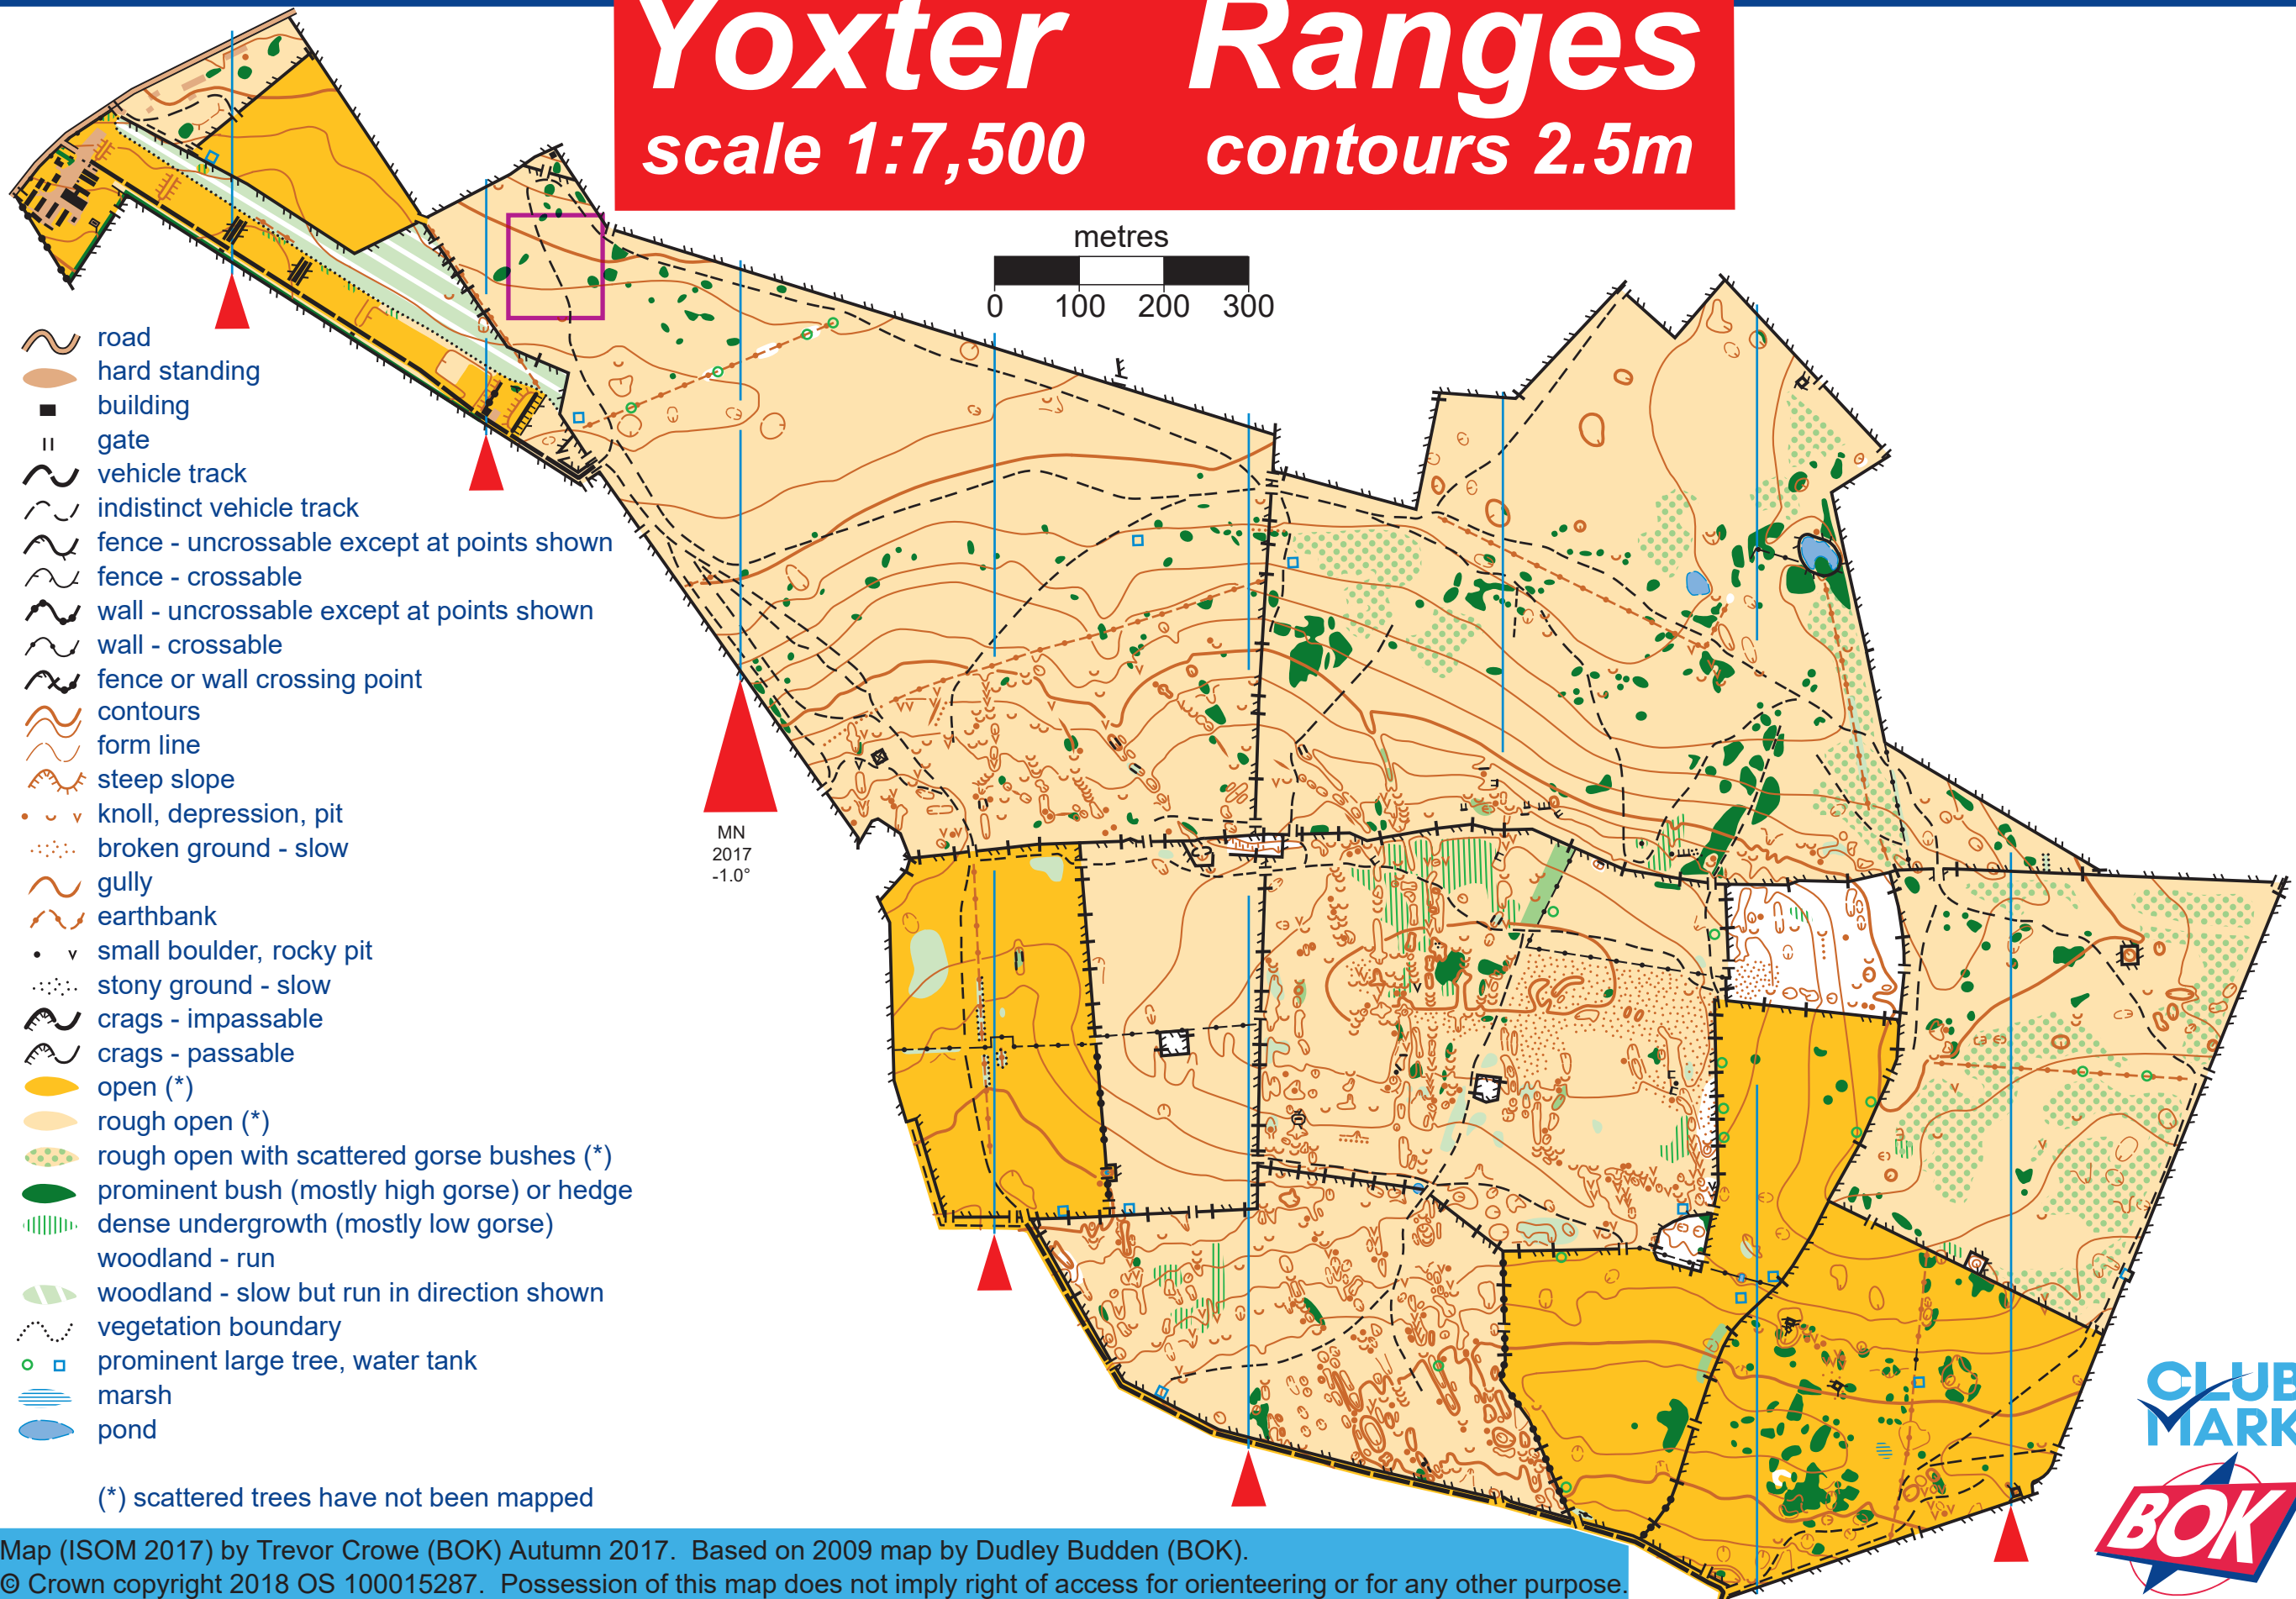 Yoxter Ranges
scale 1:7,500 contours 2.5m
metres
0 100 200 300
road
hard standing
building
gate
vehicle track
indistinct vehicle track
fence - uncrossable except at points shown
fence - crossable
wall - uncrossable except at points shown
wall - crossable
fence or wall crossing point
contours
form line
steep slope
knoll, depression, pit
broken ground - slow
gully
earthbank
small boulder, rocky pit
stony ground - slow
crags - impassable
crags - passable
open (*)
rough open (*)
rough open with scattered gorse bushes (*)
prominent bush (mostly high gorse) or hedge
dense undergrowth (mostly low gorse)
woodland - run
woodland - slow but run in direction shown
vegetation boundary
prominent large tree, water tank
marsh
pond
(*) scattered trees have not been mapped
MN
2017
-1.0°
CLUB
MARK
BOK
Map (ISOM 2017) by Trevor Crowe (BOK) Autumn 2017. Based on 2009 map by Dudley Budden (BOK).
© Crown copyright 2018 OS 100015287. Possession of this map does not imply right of access for orienteering or for any other purpose.